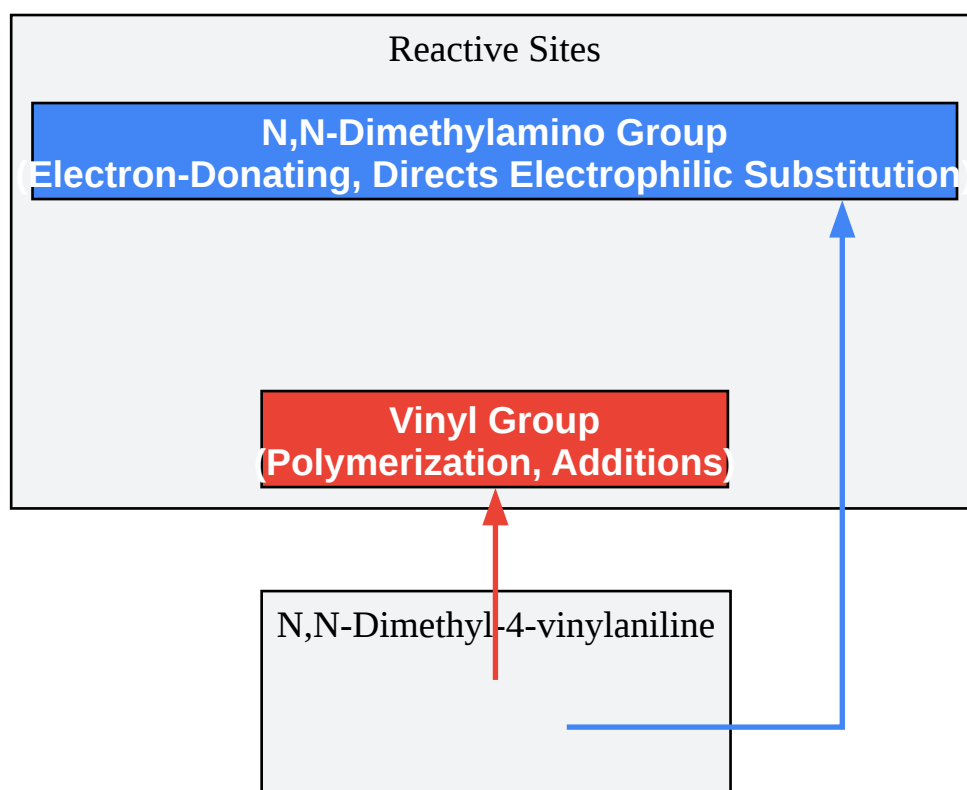 Reactive Sites
N,N-Dimethylamino Group
(Electron-Donating, Directs Electrophilic Substitution)
Vinyl Group
(Polymerization, Additions)
N,N-Dimethyl-4-vinylaniline